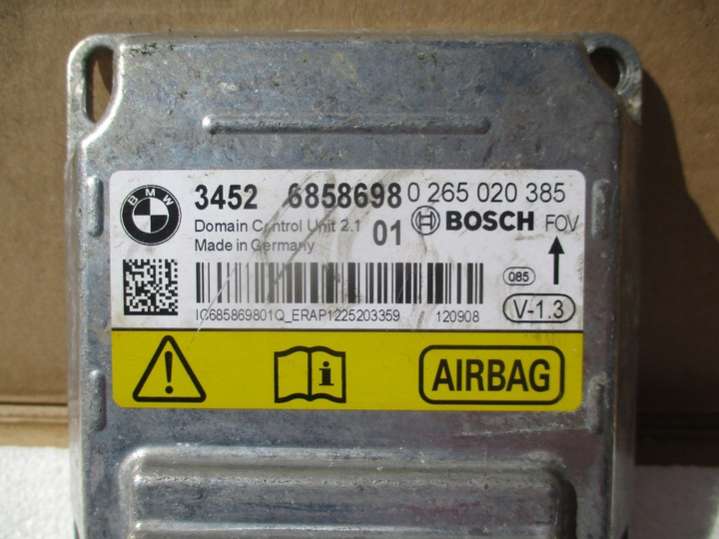 BMW
3452 6858698 0 265 020 385
Domain Control Unit 2.1 01 BOSCH FOV
Made in Germany
085
V-1.3
IC685869801Q_ERAP1225203359 120908
i
AIRBAG